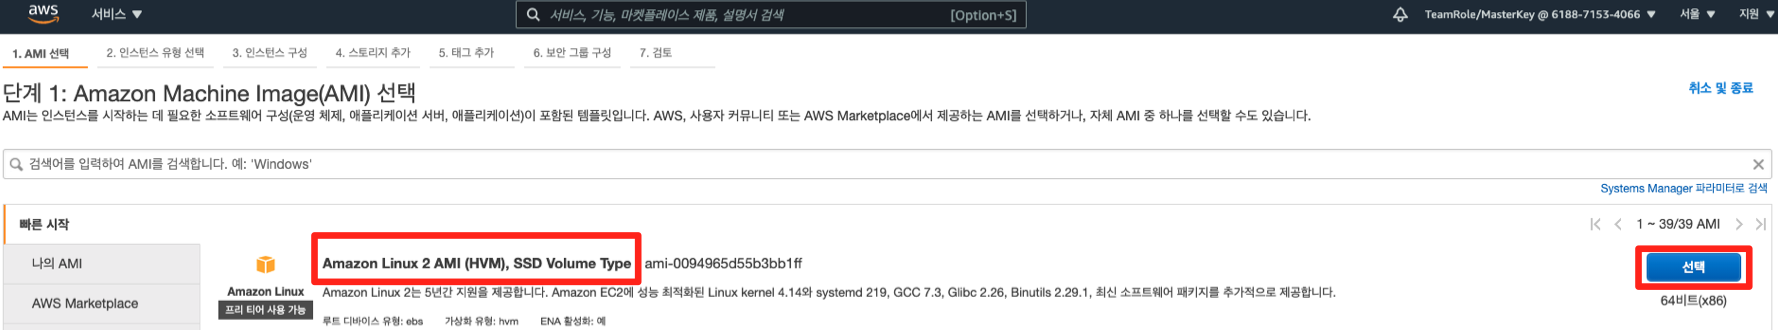 aws 서비스 ▼ 서비스, 기능, 마켓플레이스 제품, 설명서 검색 [Option+S] TeamRole/MasterKey @ 6188-7153-4066 ▼ 서울 ▼ 지원 ▼
1. AMI 선택 2. 인스턴스 유형 선택 3. 인스턴스 구성 4. 스토리지 추가 5. 태그 추가 6. 보안 그룹 구성 7. 검토
단계 1: Amazon Machine Image(AMI) 선택 취소 및 종료
AMI는 인스턴스를 시작하는 데 필요한 소프트웨어 구성(운영 체제, 애플리케이션 서버, 애플리케이션)이 포함된 템플릿입니다. AWS, 사용자 커뮤니티 또는 AWS Marketplace에서 제공하는 AMI를 선택하거나, 자체 AMI 중 하나를 선택할 수도 있습니다.
검색어를 입력하여 AMI를 검색합니다. 예: 'Windows'
Systems Manager 파라미터로 검색
빠른 시작 1 ~ 39/39 AMI
나의 AMI
AWS Marketplace
Amazon Linux
프리 티어 사용 가능
Amazon Linux 2 AMI (HVM), SSD Volume Type ami-0094965d55b3bb1ff
Amazon Linux 2는 5년간 지원을 제공합니다. Amazon EC2에 성능 최적화된 Linux kernel 4.14와 systemd 219, GCC 7.3, Glibc 2.26, Binutils 2.29.1, 최신 소프트웨어 패키지를 추가적으로 제공합니다.
루트 디바이스 유형: ebs 가상화 유형: hvm ENA 활성화: 예
선택
64비트(x86)